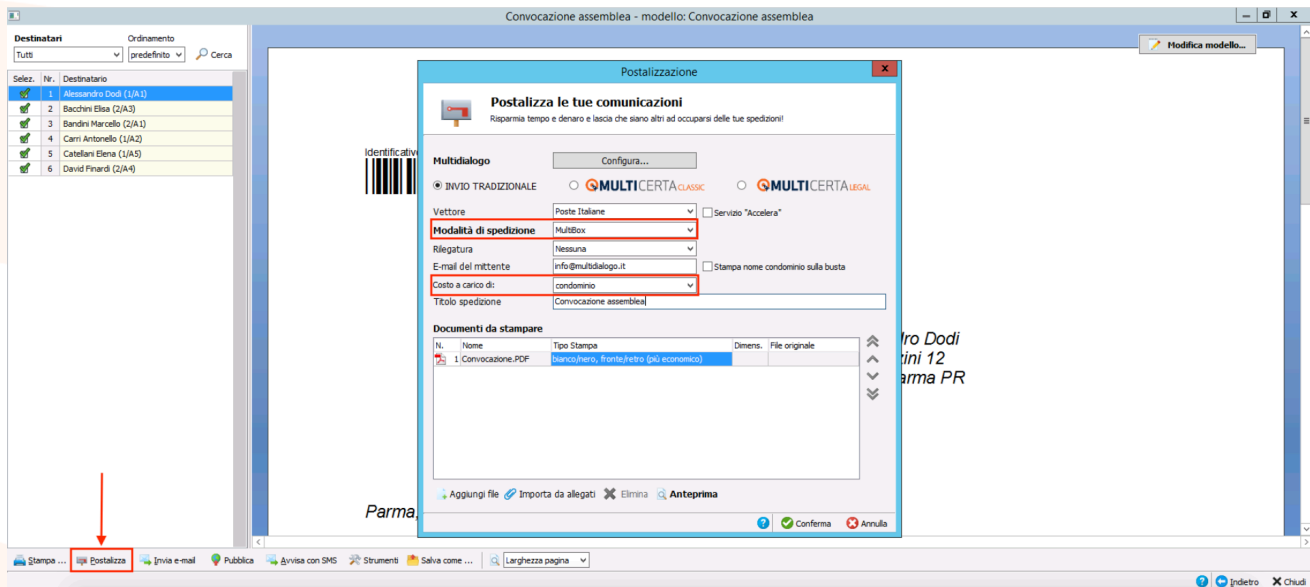 Convocazione assemblea - modello: Convocazione assemblea
Destinatari Ordinamento
Tutti predefinito Cerca
Modifica modello...
Selez. Nr. Destinatario
1 Alessandro Dodi (1/A1)
2 Bacchini Elisa (2/A3)
3 Bandini Marcello (2/A1)
4 Carri Antonello (1/A2)
5 Catellani Elena (1/A5)
6 David Finardi (2/A4)
Identificativo
Postalizzazione
Postalizza le tue comunicazioni
Risparmia tempo e denaro e lascia che siano altri ad occuparsi delle tue spedizioni!
Multidialogo Configura...
INVIO TRADIZIONALE MULTICERTA CLASSIC MULTICERTA LEGAL
Vettore Poste Italiane Servizio "Accelera"
Modalità di spedizione MultiBox
Rilegatura Nessuna
E-mail del mittente info@multidialogo.it Stampa nome condominio sulla busta
Costo a carico di: condominio
Titolo spedizione Convocazione assemblea
Documenti da stampare
N. Nome Tipo Stampa Dimens. File originale
1 Convocazione.PDF bianco/nero, fronte/retro (più economico)
Aggiungi file Importa da allegati Elimina Anteprima
Conferma Annulla
dro Dodi
zini 12
arma PR
Parma,
Stampa ... Postalizza Invia e-mail Pubblica Avvisa con SMS Strumenti Salva come ... Larghezza pagina
Indietro Chiudi